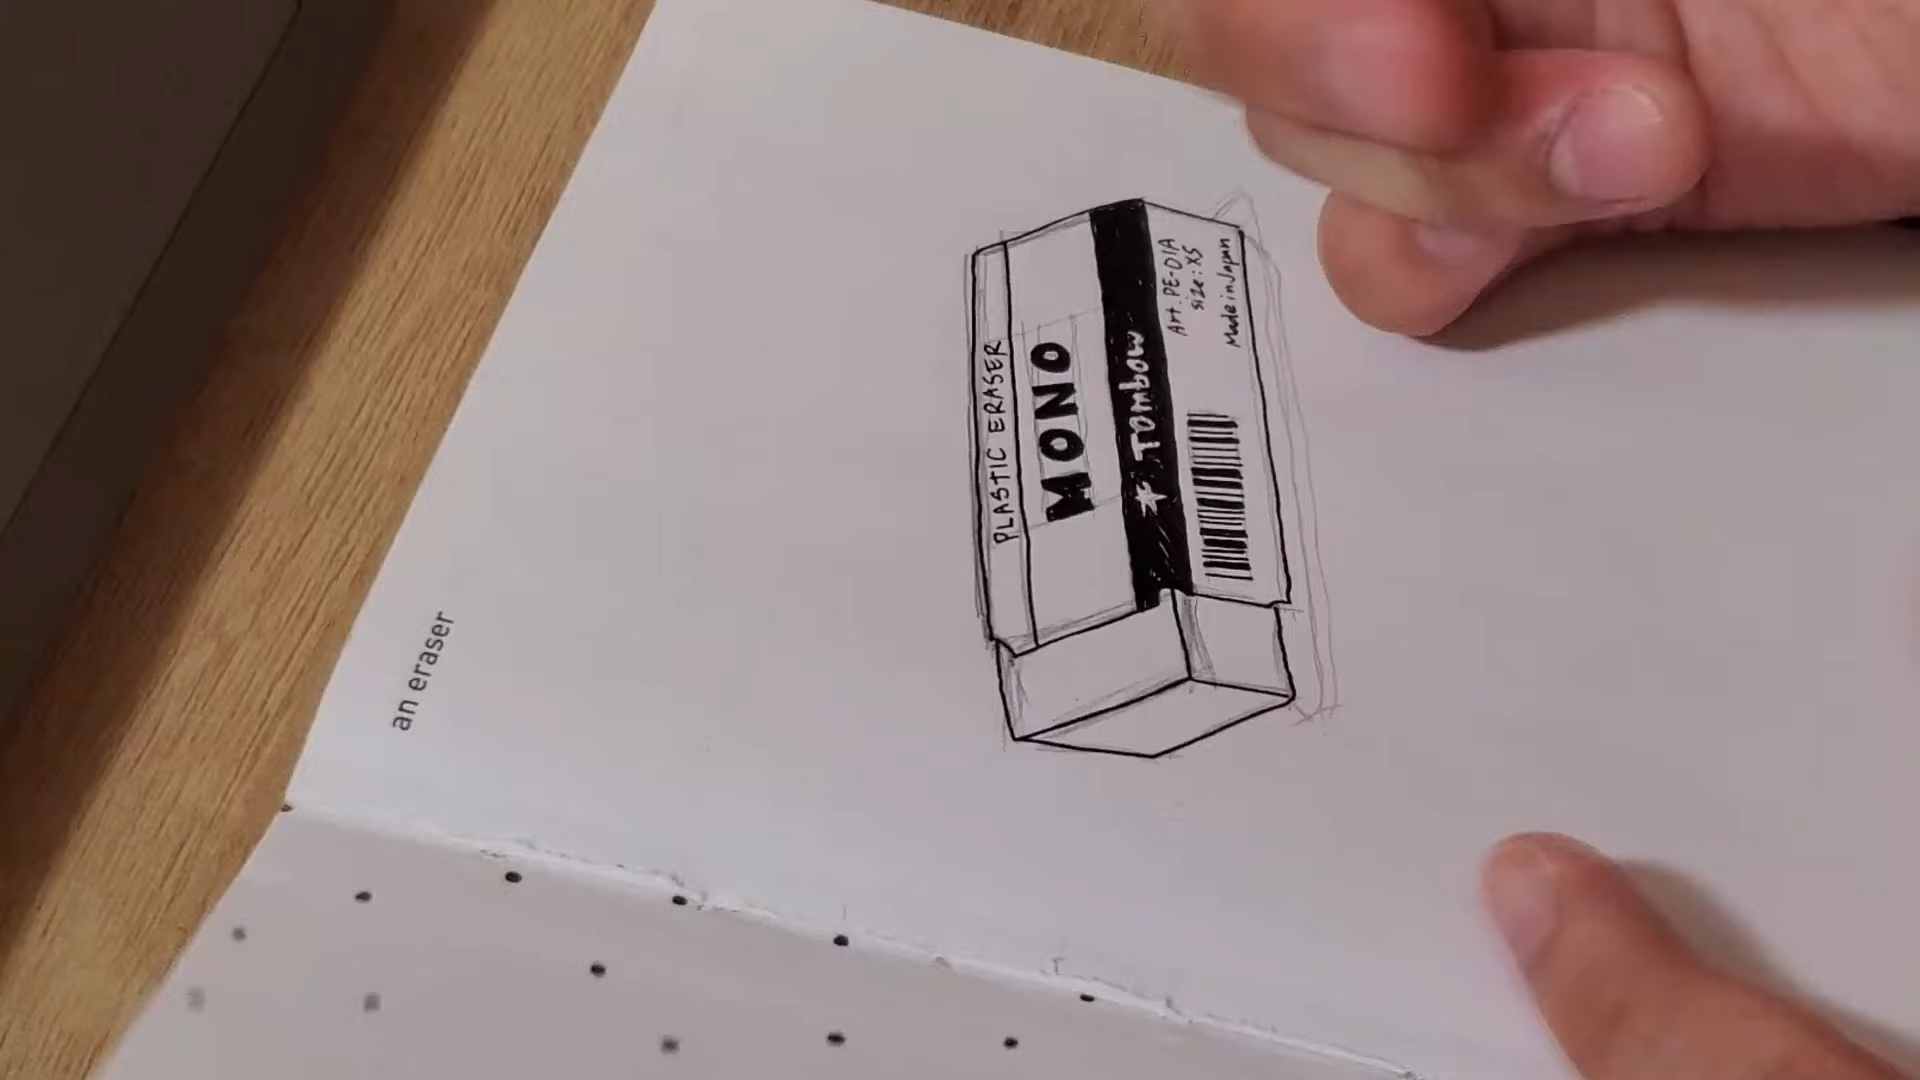 an eraser
PLASTIC ERASER
MONO
Tombow
Art. PE-01A
size: XS
Made in Japan